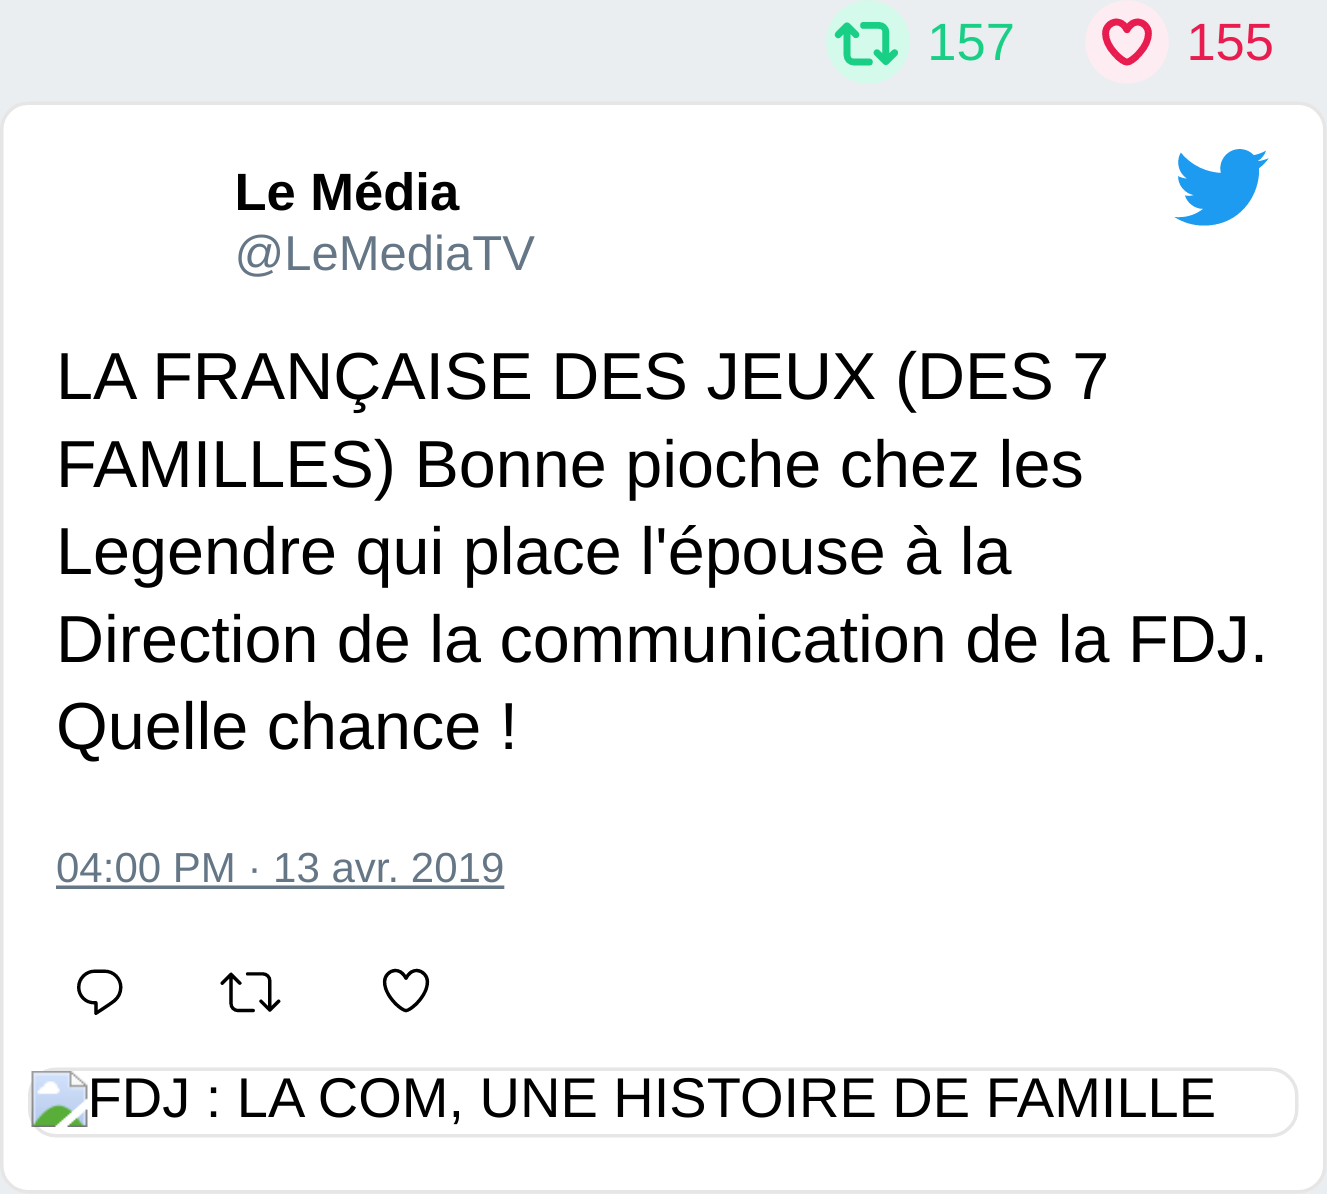 157 155
Le Média
@LeMediaTV
LA FRANÇAISE DES JEUX (DES 7
FAMILLES) Bonne pioche chez les
Legendre qui place l'épouse à la
Direction de la communication de la FDJ.
Quelle chance !
04:00 PM · 13 avr. 2019
FDJ : LA COM, UNE HISTOIRE DE FAMILLE